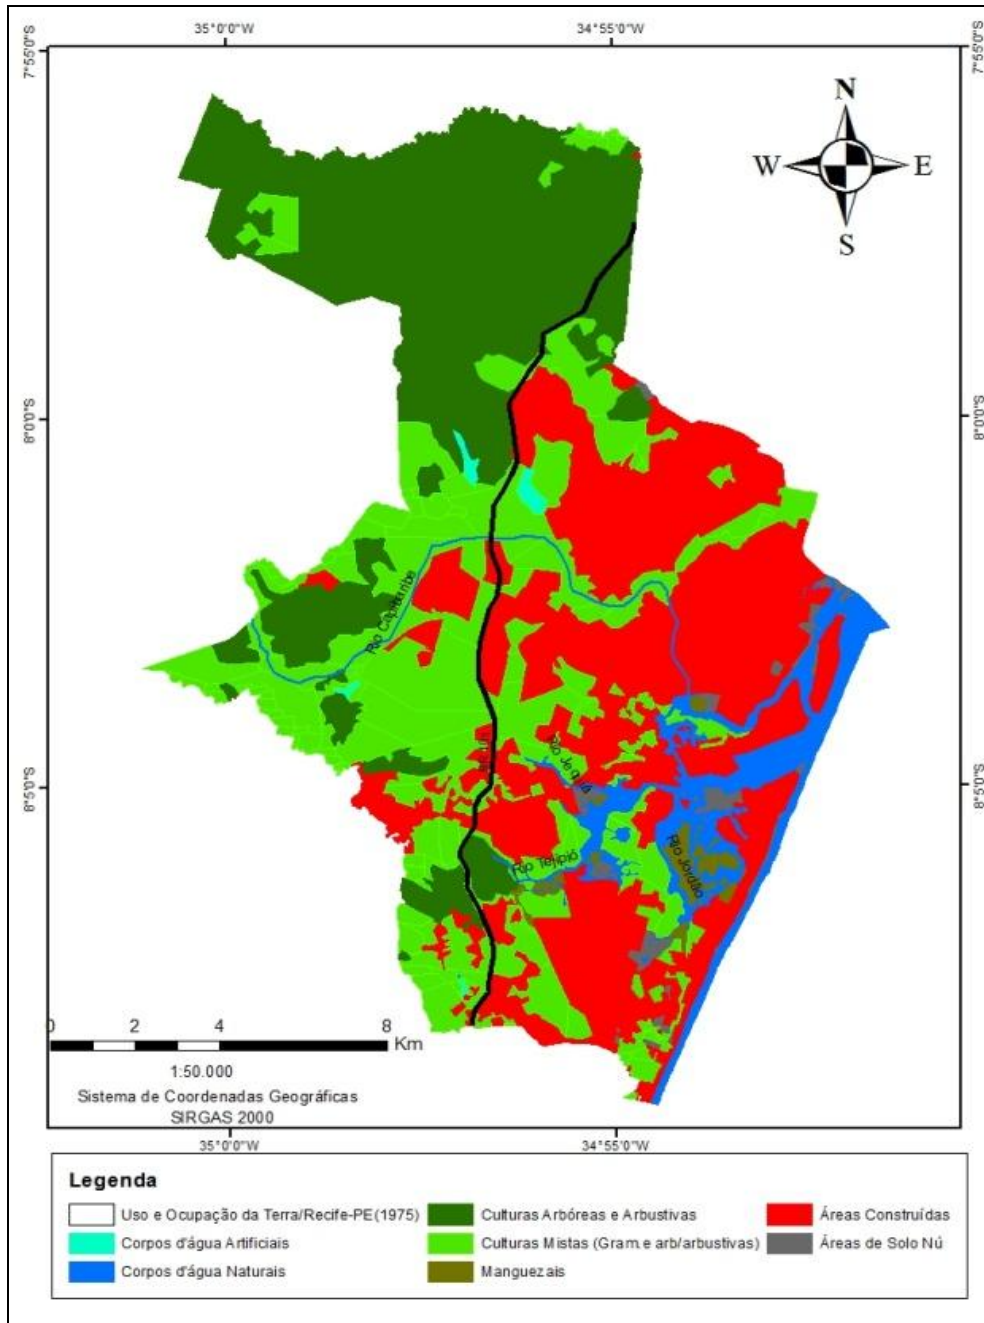 35°0'0"W
34°55'0"W
7°55'0"S
7°55'0"S
N
W
E
S
8°0'0"S
8°0'0"S
Rio Capibaribe
Rio Jequiá
8°5'0"S
8°5'0"S
Rio Tejipió
Rio Jordão
0 2 4 8
Km
1:50.000
Sistema de Coordenadas Geográficas
SIRGAS 2000
35°0'0"W
34°55'0"W
Legenda
Uso e Ocupação da Terra/Recife-PE(1975)
Culturas Arbóreas e Arbustivas
Áreas Construídas
Corpos d'água Artificiais
Culturas Mistas (Gram.e arb/arbustivas)
Áreas de Solo Nú
Corpos d'água Naturais
Manguezais